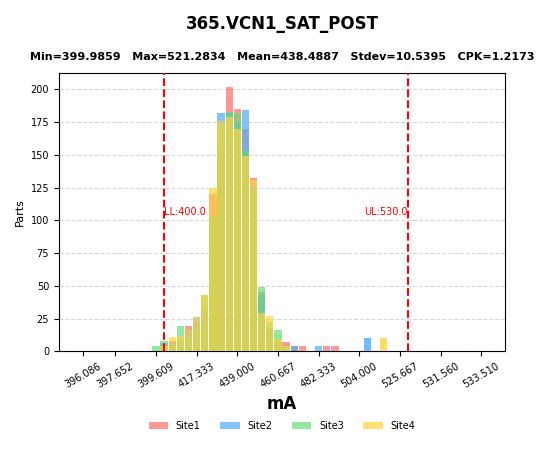 365.VCN1_SAT_POST
Min=399.9859 Max=521.2834 Mean=438.4887 Stdev=10.5395 CPK=1.2173
200
175
150
125
100
75
50
25
0
Parts
LL:400.0
UL:530.0
396.086
397.652
399.609
417.333
439.000
460.667
482.333
504.000
525.667
531.560
533.510
mA
Site1
Site2
Site3
Site4